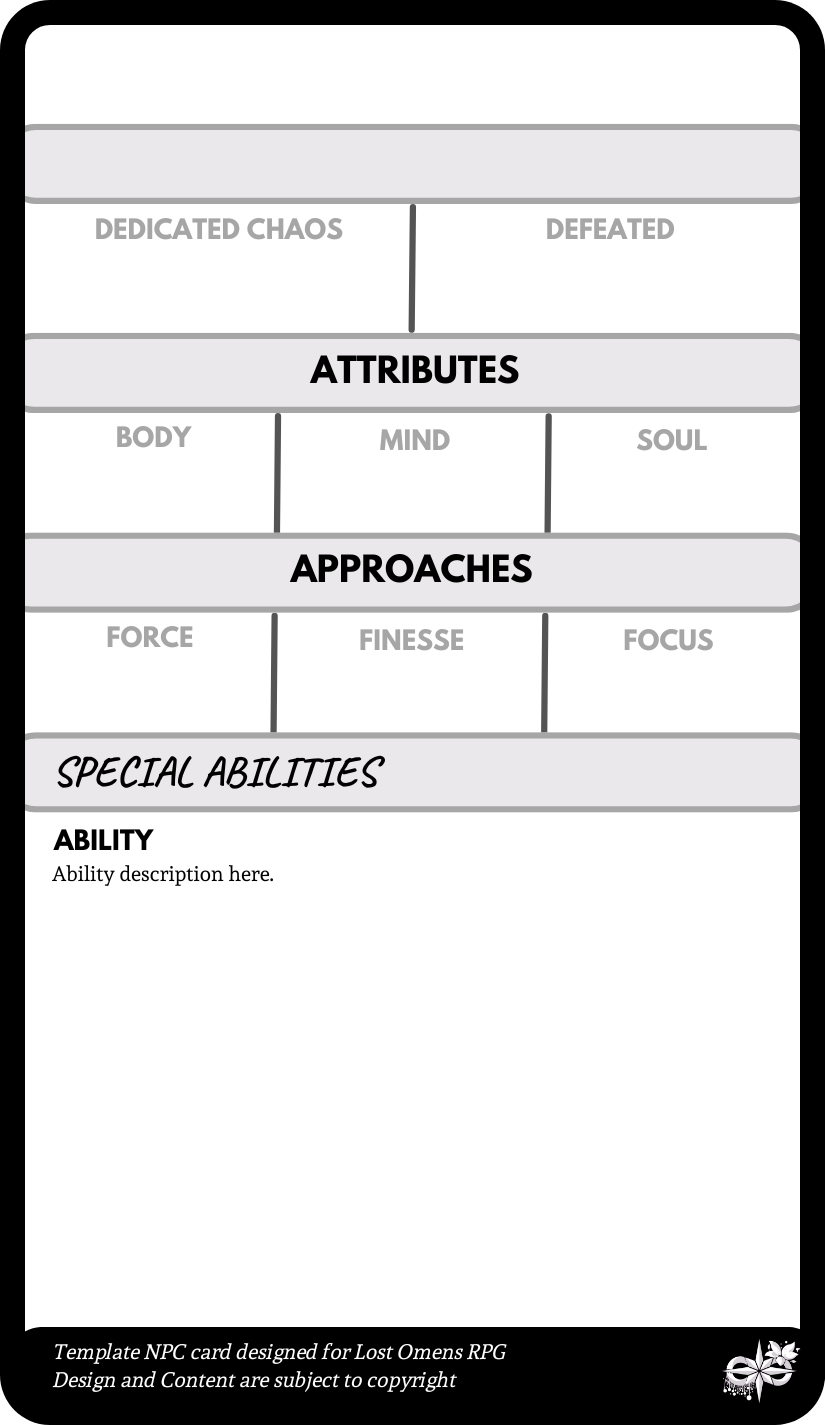 DEDICATED CHAOS DEFEATED
ATTRIBUTES
BODY MIND SOUL
APPROACHES
FORCE FINESSE FOCUS
SPECIAL ABILITIES
ABILITY
Ability description here.
Template NPC card designed for Lost Omens RPG
Design and Content are subject to copyright